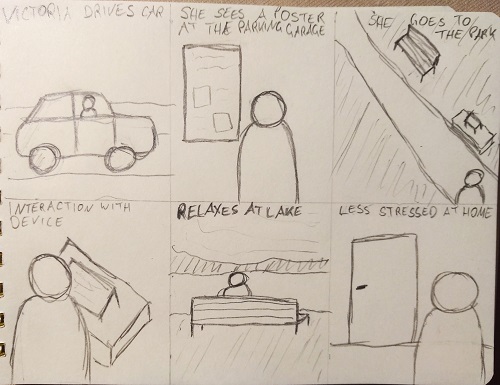 VICTORIA DRIVES CAR
SHE SEES A POSTER
AT THE PARKING GARAGE
SHE GOES TO
THE PARK
INTERACTION WITH
DEVICE
RELAXES AT LAKE
LESS STRESSED AT HOME